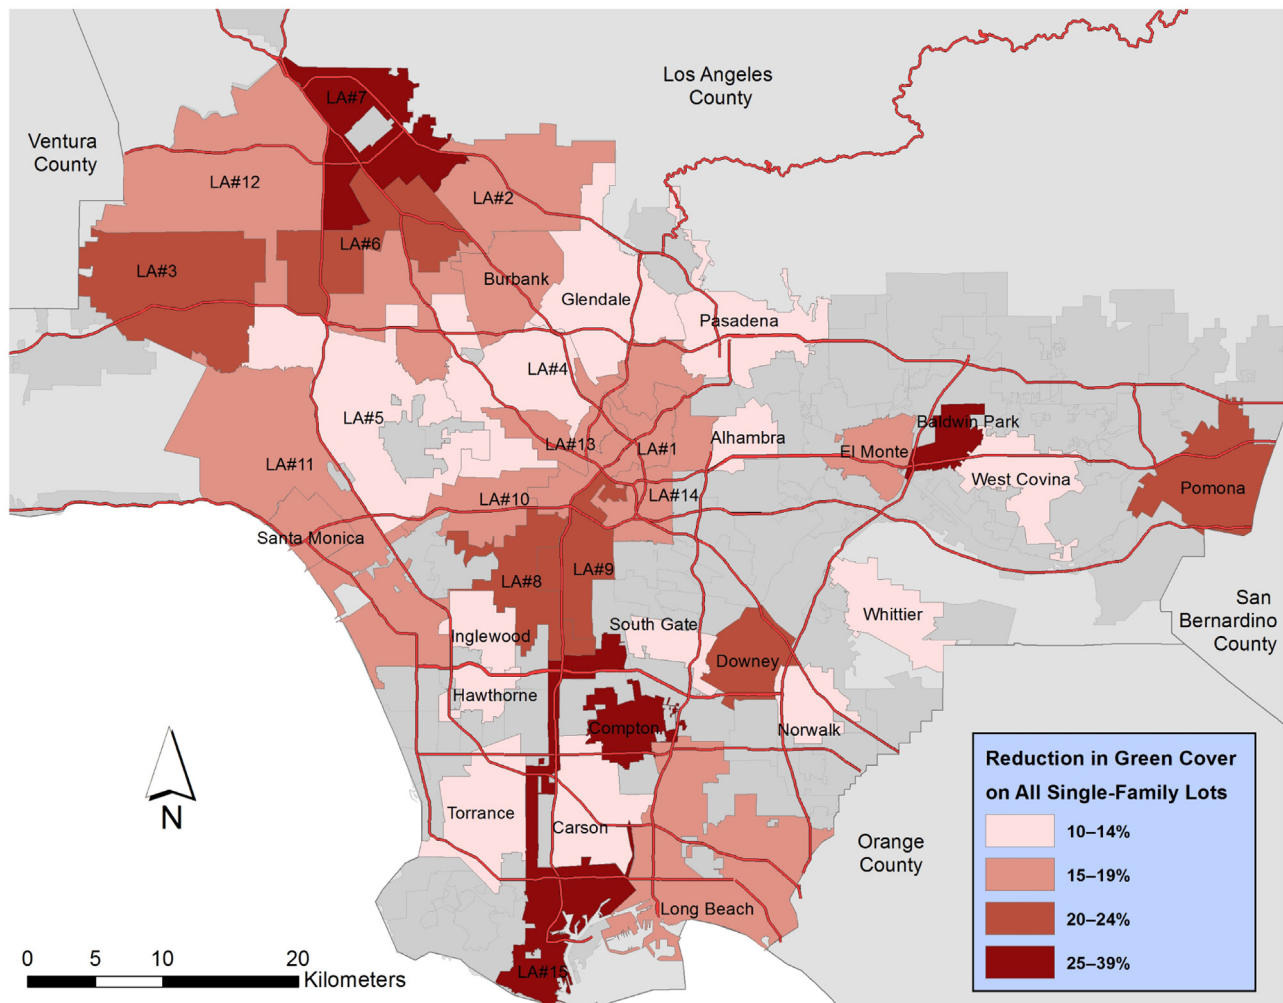 Los Angeles
County
Ventura
County
LA#7
LA#12
LA#2
LA#6
LA#3
Burbank
Glendale
Pasadena
LA#4
LA#5
Baldwin Park
LA#13
LA#1
Alhambra
El Monte
LA#11
West Covina
Pomona
LA#10
LA#14
Santa Monica
LA#8
LA#9
San
Bernardino
County
Whittier
Inglewood
South Gate
Downey
Hawthorne
Compton
Norwalk
Torrance
Carson
Orange
County
Long Beach
LA#15
N
0 5 10 20
Kilometers
Reduction in Green Cover
on All Single-Family Lots
10–14%
15–19%
20–24%
25–39%